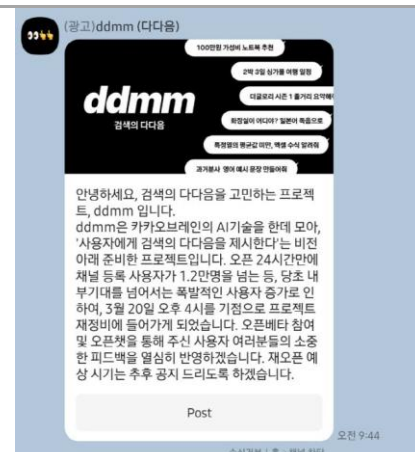 (광고)ddmm (다다음)
100만원 가성비 노트북 추천
2박 3일 싱가폴 여행 일정
ddmm
검색의 다다음
더글로리 시즌 1 줄거리 요약해
화장실이 어디야? 일본어 폭음으로
특정열의 평균값 미만, 엑셀 수식 알려줘
과거분사 영어 예시 문장 만들어줘
안녕하세요, 검색의 다다음을 고민하는 프로젝
트, ddmm 입니다.
ddmm은 카카오브레인의 AI기술을 한데 모아,
'사용자에게 검색의 다다음을 제시한다'는 비전
아래 준비한 프로젝트입니다. 오픈 24시간만에
채널 등록 사용자가 1.2만명을 넘는 등, 당초 내
부기대를 넘어서는 폭발적인 사용자 증가로 인
하여, 3월 20일 오후 4시를 기점으로 프로젝트
재정비에 들어가게 되었습니다. 오픈베타 참여
및 오픈챗을 통해 주신 사용자 여러분들의 소중
한 피드백을 열심히 반영하겠습니다. 재오픈 예
상 시기는 추후 공지 드리도록 하겠습니다.
Post
오전 9:44